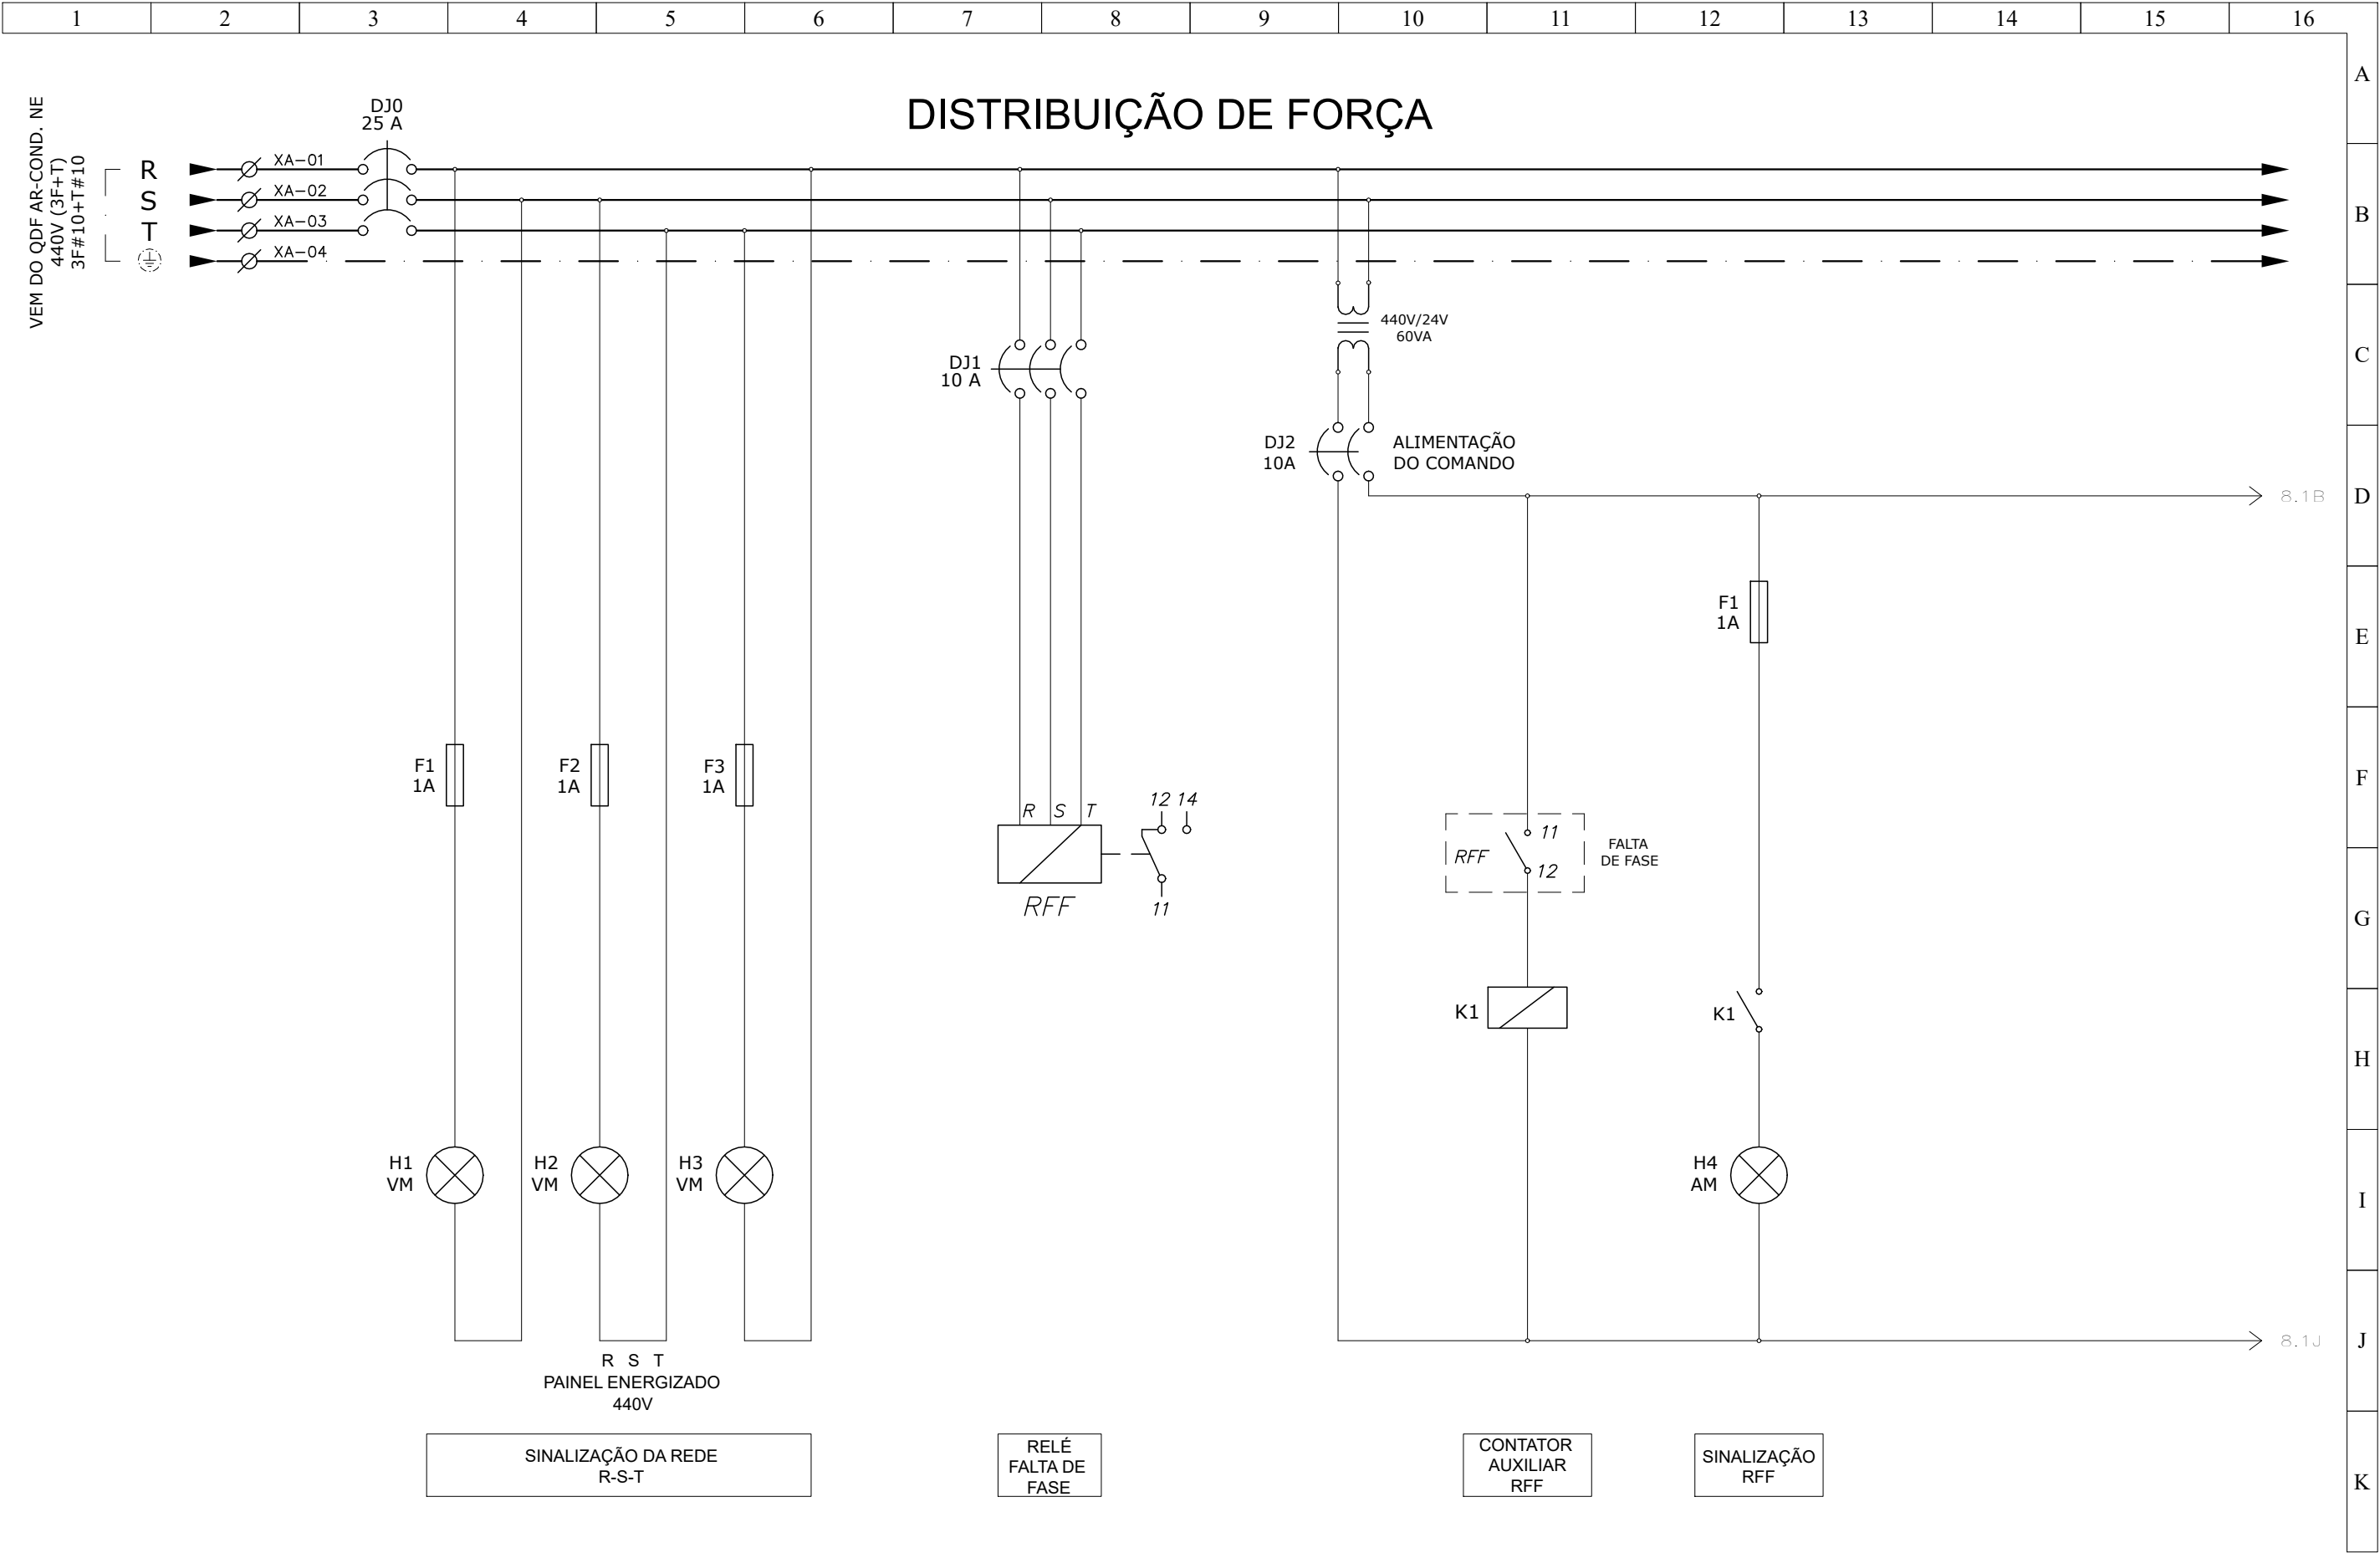 1 2 3 4 5 6 7 8 9 10 11 12 13 14 15 16
A
B
C
D
E
F
G
H
I
J
K
DISTRIBUIÇÃO DE FORÇA
VEM DO QDF AR-COND. NE
440V (3F+T)
3F#10+T#10
R
S
T
XA-01
XA-02
XA-03
XA-04
DJ0
25 A
DJ1
10 A
440V/24V
60VA
DJ2
10A
ALIMENTAÇÃO
DO COMANDO
8.1B
F1
1A
F1
1A
F2
1A
F3
1A
R S T
12 14
11
RFF
RFF
11
12
FALTA
DE FASE
K1
K1
H1
VM
H2
VM
H3
VM
H4
AM
8.1J
R S T
PAINEL ENERGIZADO
440V
SINALIZAÇÃO DA REDE
R-S-T
RELÉ
FALTA DE
FASE
CONTATOR
AUXILIAR
RFF
SINALIZAÇÃO
RFF